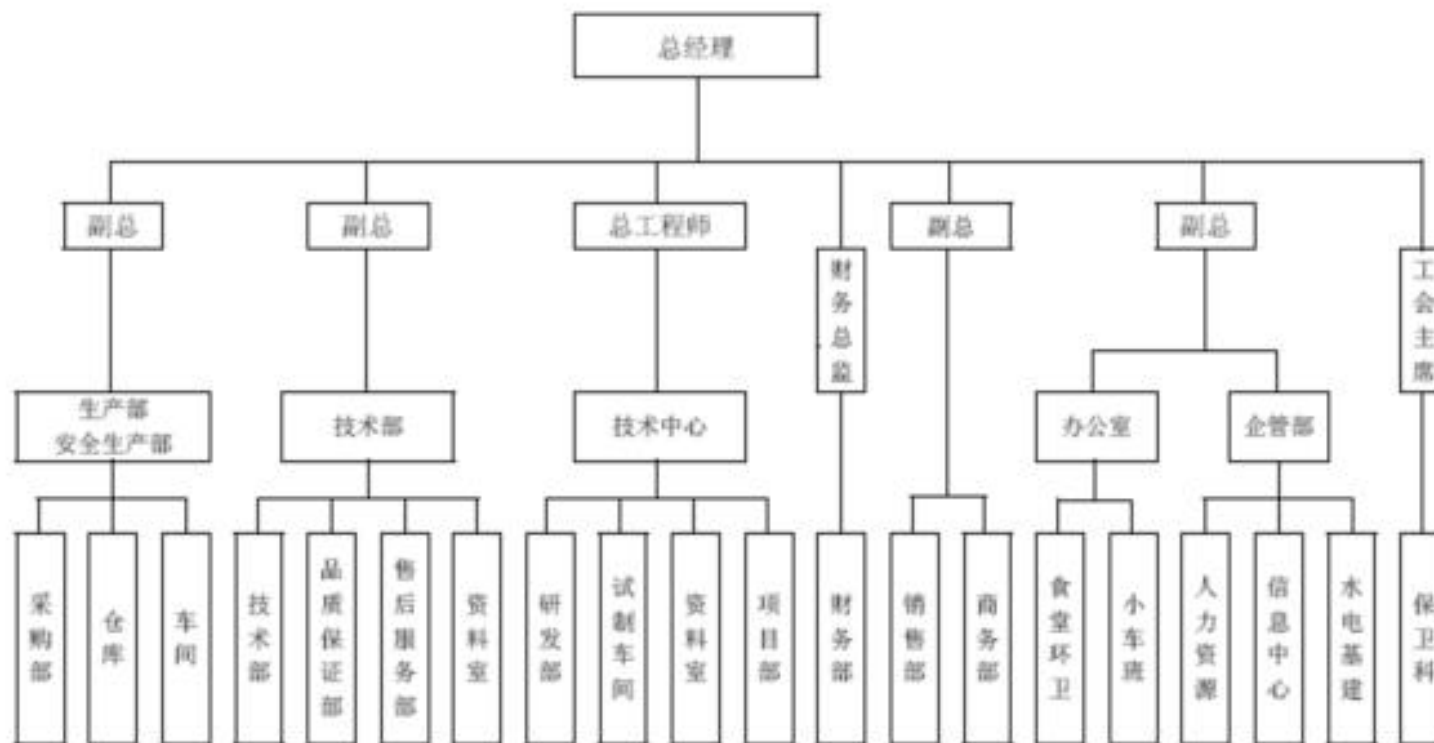 总经理
副总
副总
总工程师
财务总监
副总
副总
工会主席
生产部
安全生产部
技术部
技术中心
办公室
企管部
采购部
仓库
车间
技术部
品质保证部
售后服务部
资料室
研发部
试制车间
资料室
项目部
财务部
销售部
商务部
食堂环卫
小车班
人力资源
信息中心
水电基建
保卫科